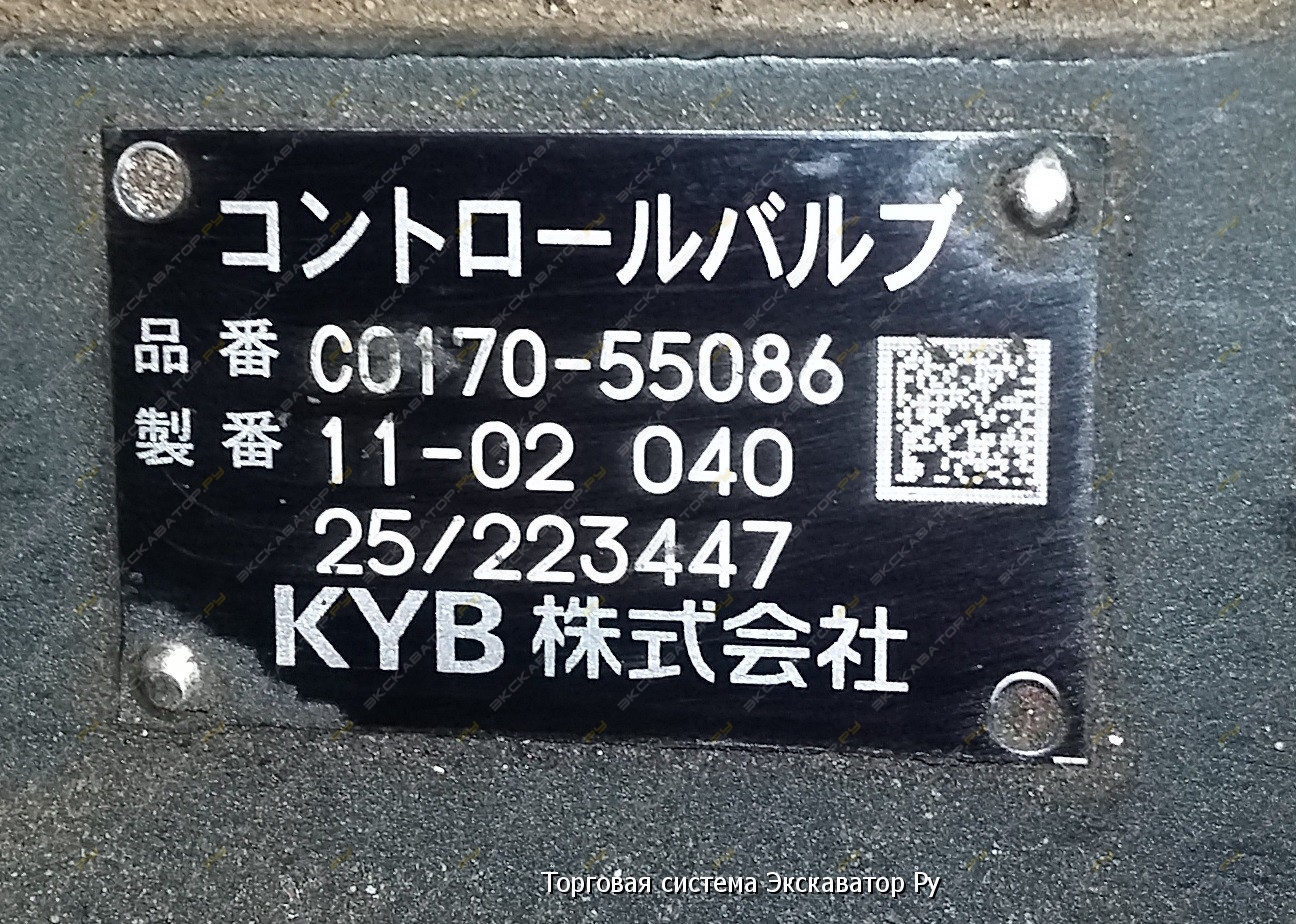 コントロールバルブ
品番 C0170-55086
製番 11-02 040
25/223447
KYB 株式会社
Торговая система Экскаватор Ру